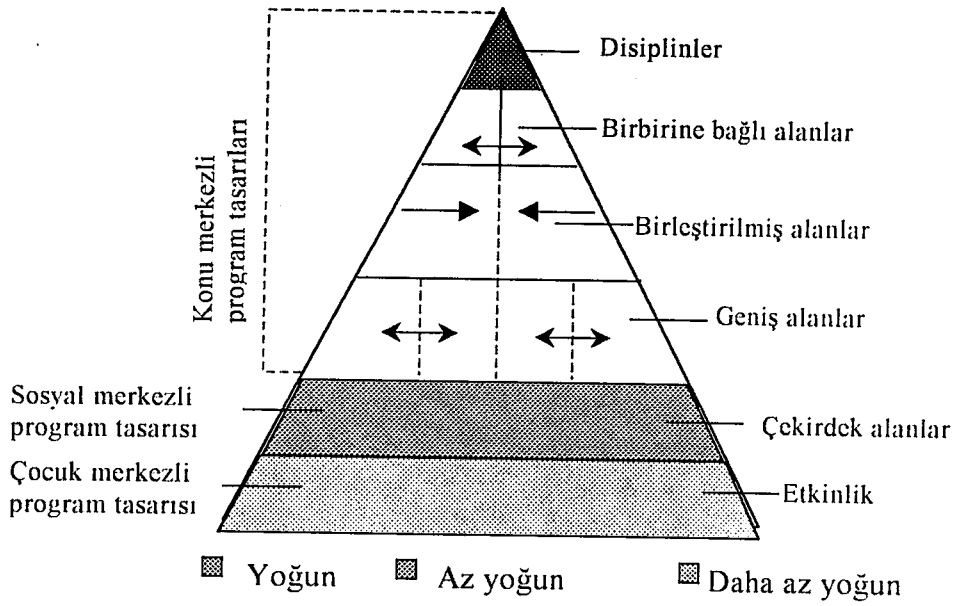 Disiplinler
Birbirine bağlı alanlar
Konu merkezli
program tasarıları
Birleştirilmiş alanlar
Geniş alanlar
Sosyal merkezli
program tasarısı
Çekirdek alanlar
Çocuk merkezli
program tasarısı
Etkinlik
Yoğun
Az yoğun
Daha az yoğun